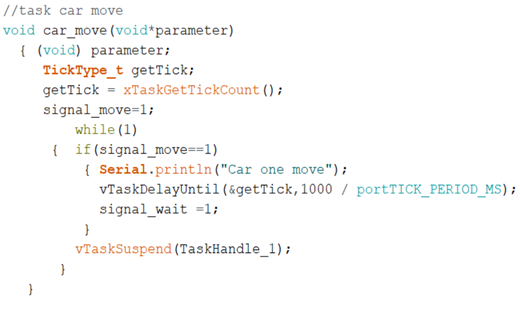 //task car move
void car_move(void*parameter)
{ (void) parameter;
TickType_t getTick;
getTick = xTaskGetTickCount();
signal_move=1;
while(1)
{ if(signal_move==1)
{ Serial.println("Car one move");
vTaskDelayUntil(&getTick,1000 / portTICK_PERIOD_MS);
signal_wait =1;
}
vTaskSuspend(TaskHandle_1);
}
}